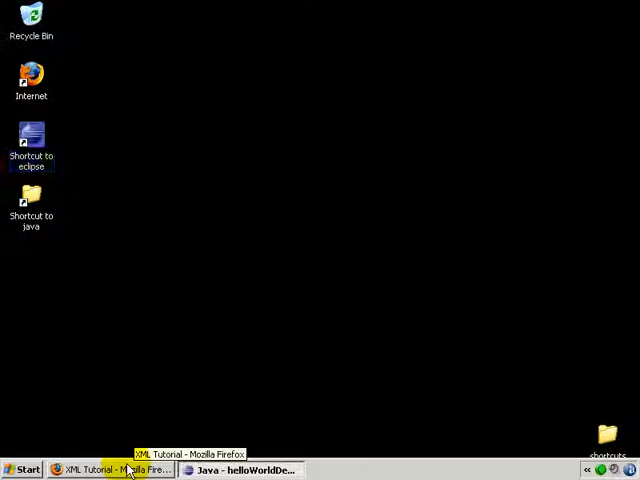 Recycle Bin
Internet
Shortcut to
eclipse
Shortcut to
java
shortcuts
XML Tutorial - Mozilla Firefox
Start
XML Tutorial - Mozilla Fire...
Java - helloWorldDe...
«